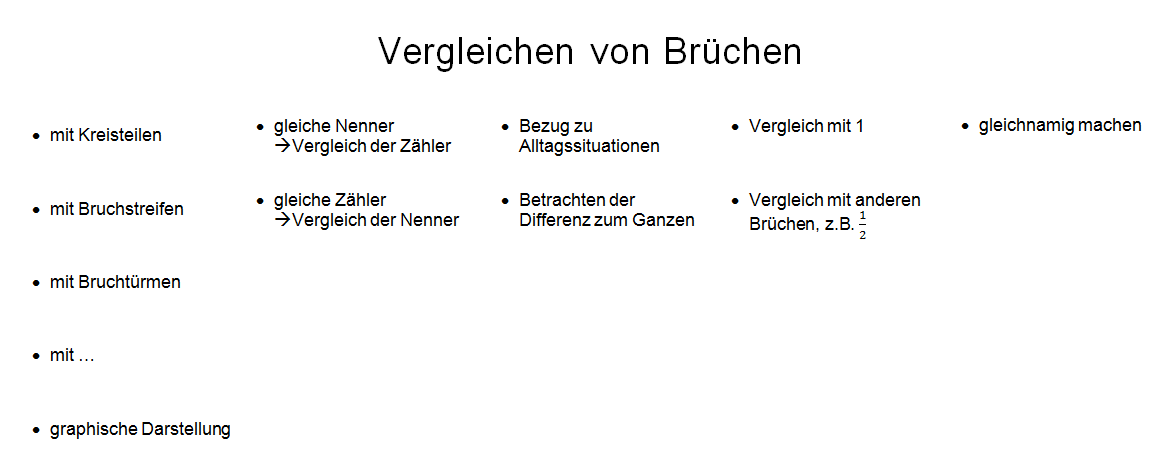 Vergleichen von Brüchen
• mit Kreisteilen
• mit Bruchstreifen
• mit Bruchtürmen
• mit …
• graphische Darstellung
• gleiche Nenner
→Vergleich der Zähler
• gleiche Zähler
→Vergleich der Nenner
• Bezug zu
Alltagssituationen
• Betrachten der
Differenz zum Ganzen
• Vergleich mit 1
• Vergleich mit anderen
Brüchen, z.B. 1/2
• gleichnamig machen